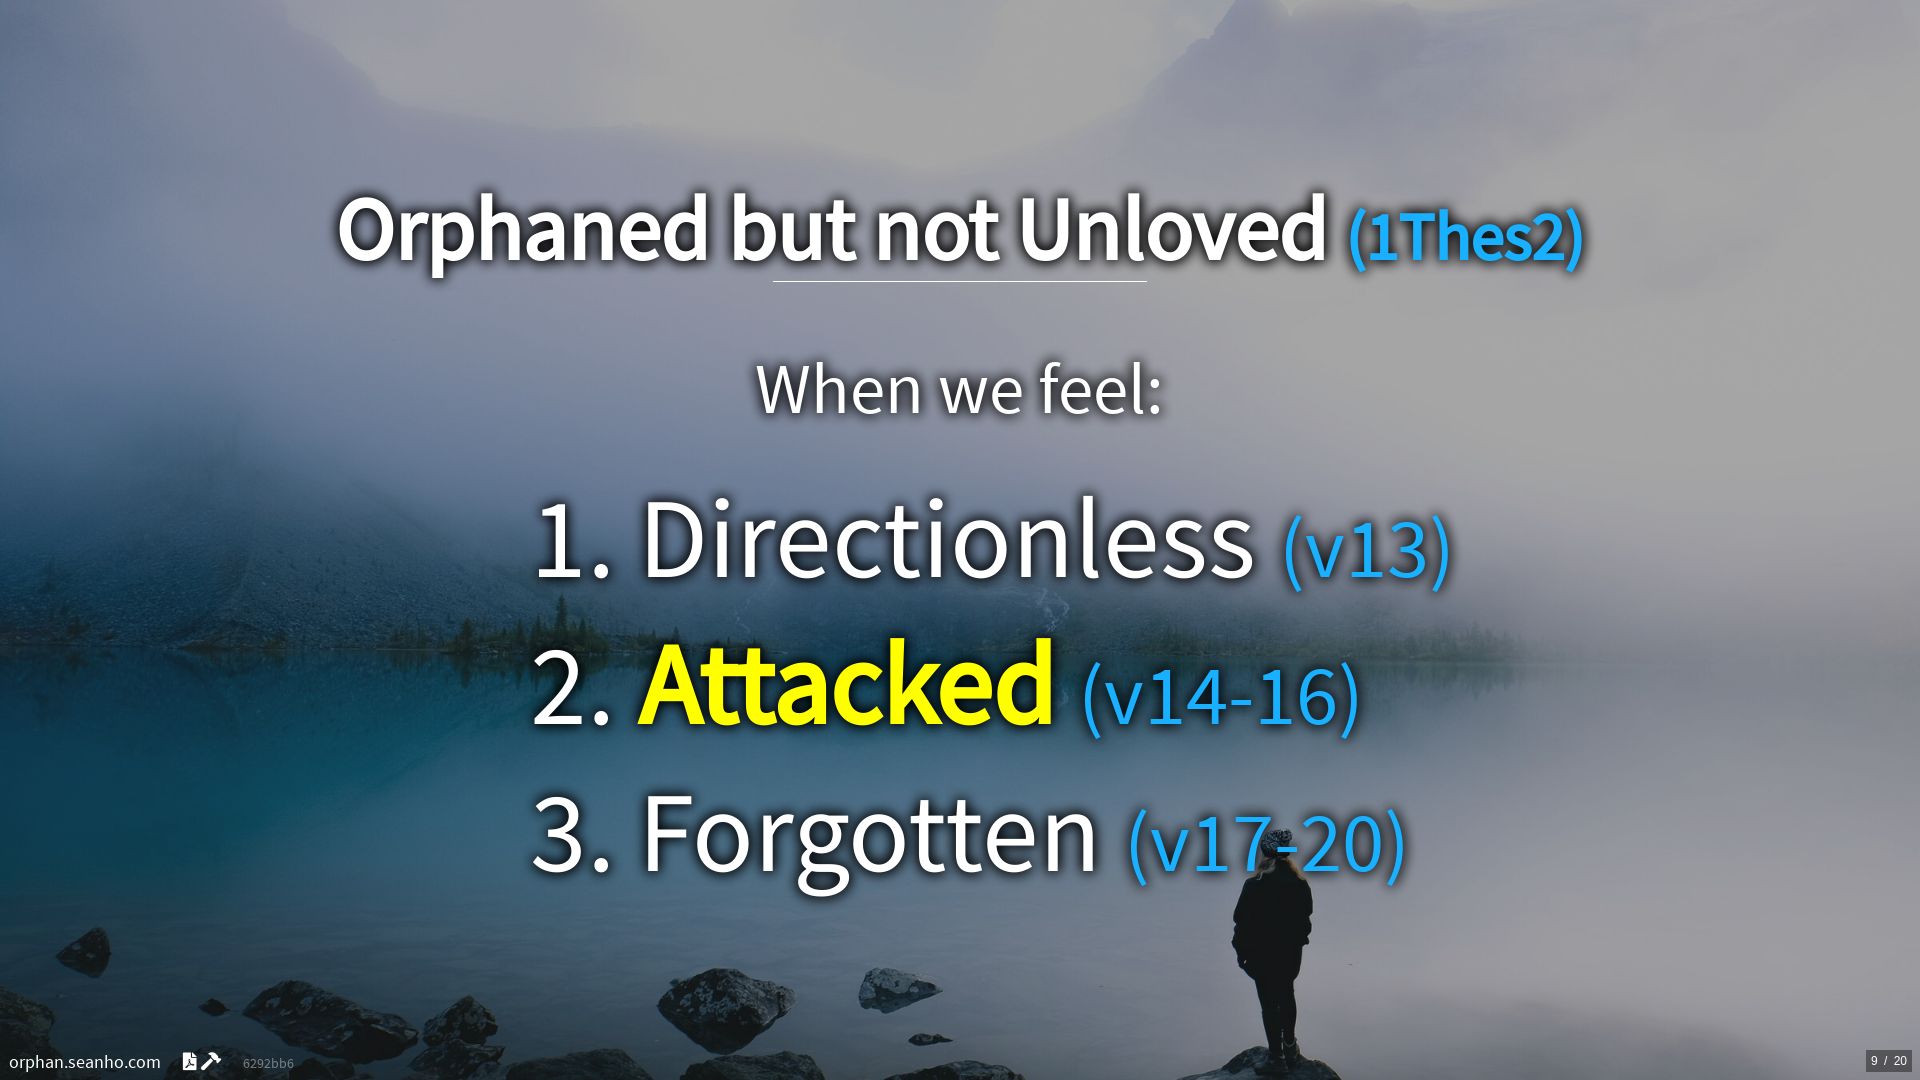 Orphaned but not Unloved (1Thes2)
When we feel:
1. Directionless (v13)
2. Attacked (v14-16)
3. Forgotten (v17-20)
orphan.seanho.com 6292bb6
9 / 20